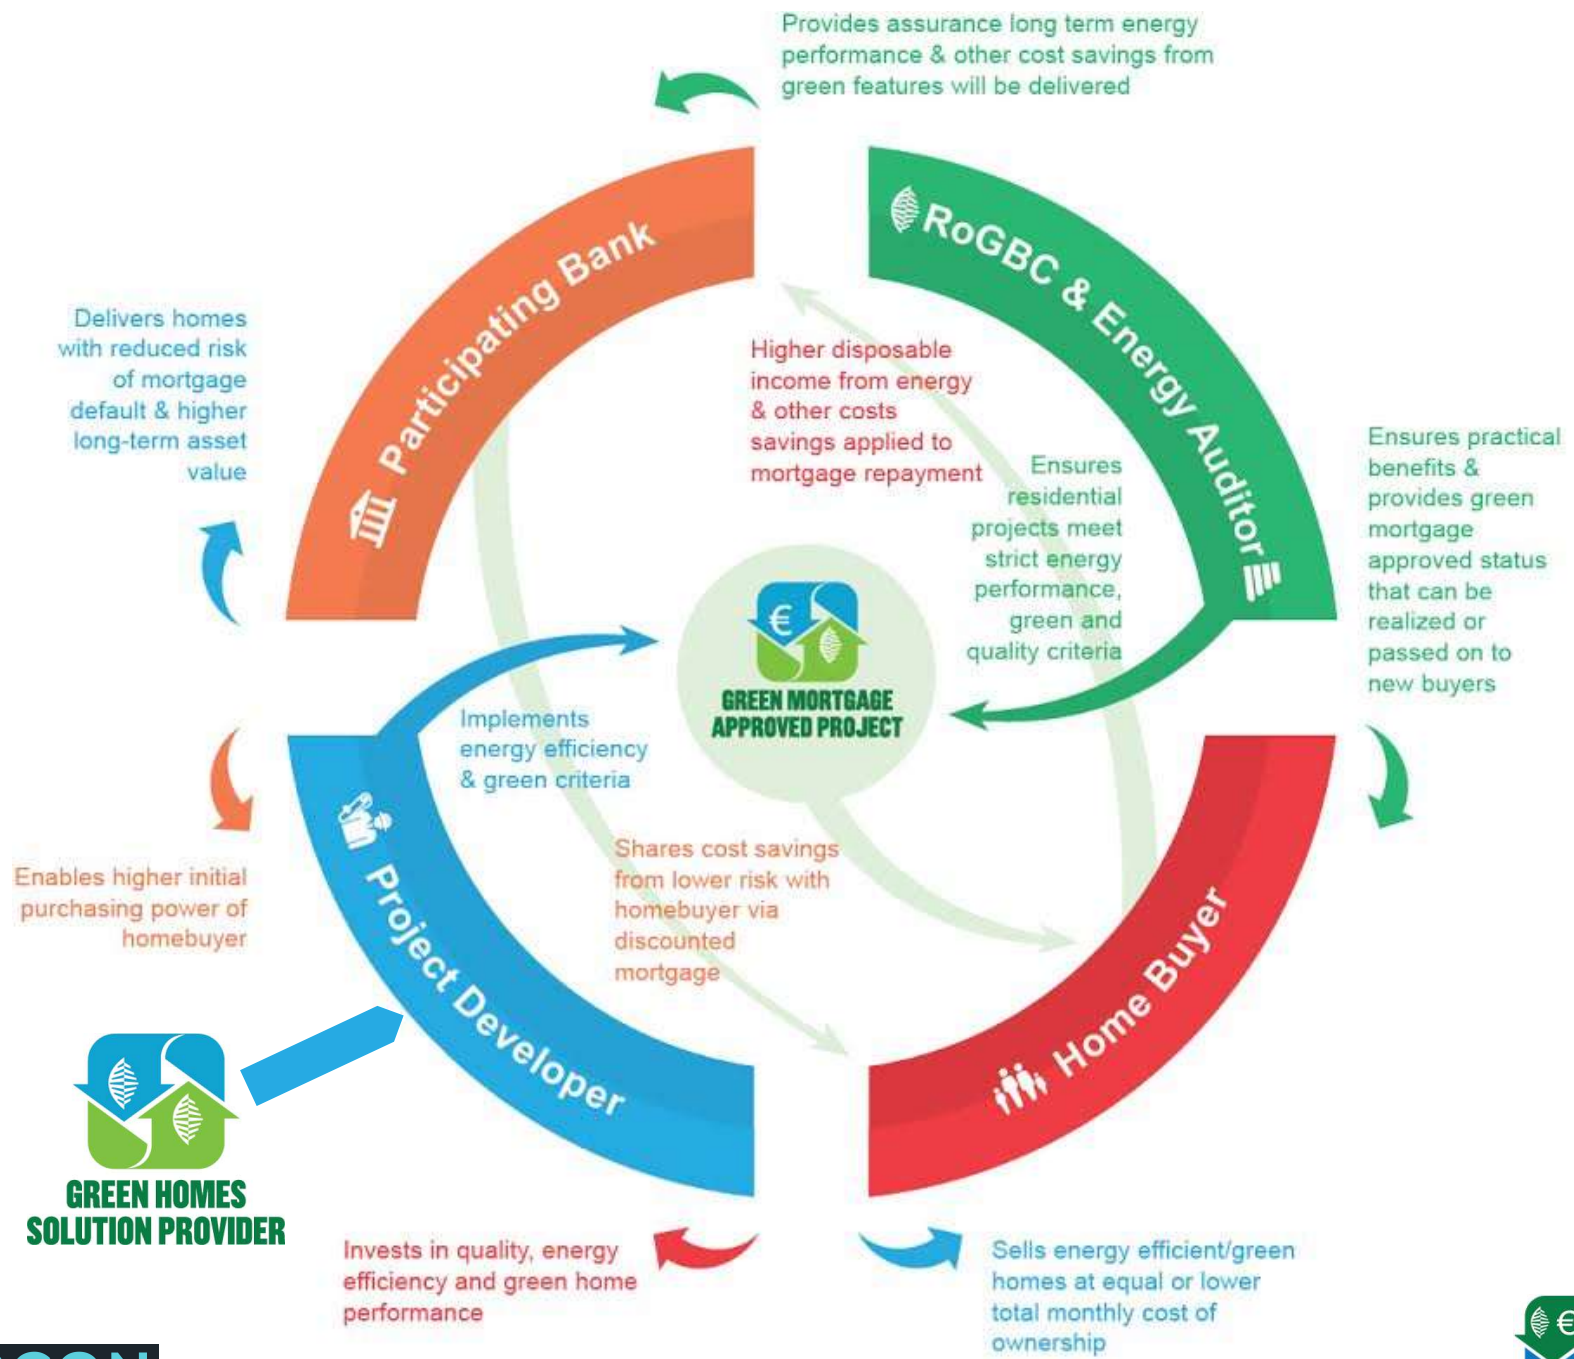 Provides assurance long term energy
performance & other cost savings from
green features will be delivered
Participating Bank
RoGBC & Energy Auditor
Delivers homes
with reduced risk
of mortgage
default & higher
long-term asset
value
Higher disposable
income from energy
& other costs
savings applied to
mortgage repayment
Ensures
residential
projects meet
strict energy
performance,
green and
quality criteria
Ensures practical
benefits &
provides green
mortgage
approved status
that can be
realized or
passed on to
new buyers
€
GREEN MORTGAGE
APPROVED PROJECT
Implements
energy efficiency
& green criteria
Enables higher initial
purchasing power of
homebuyer
Shares cost savings
from lower risk with
homebuyer via
discounted
mortgage
Project Developer
Home Buyer
GREEN HOMES
SOLUTION PROVIDER
Invests in quality, energy
efficiency and green home
performance
Sells energy efficient/green
homes at equal or lower
total monthly cost of
ownership
€